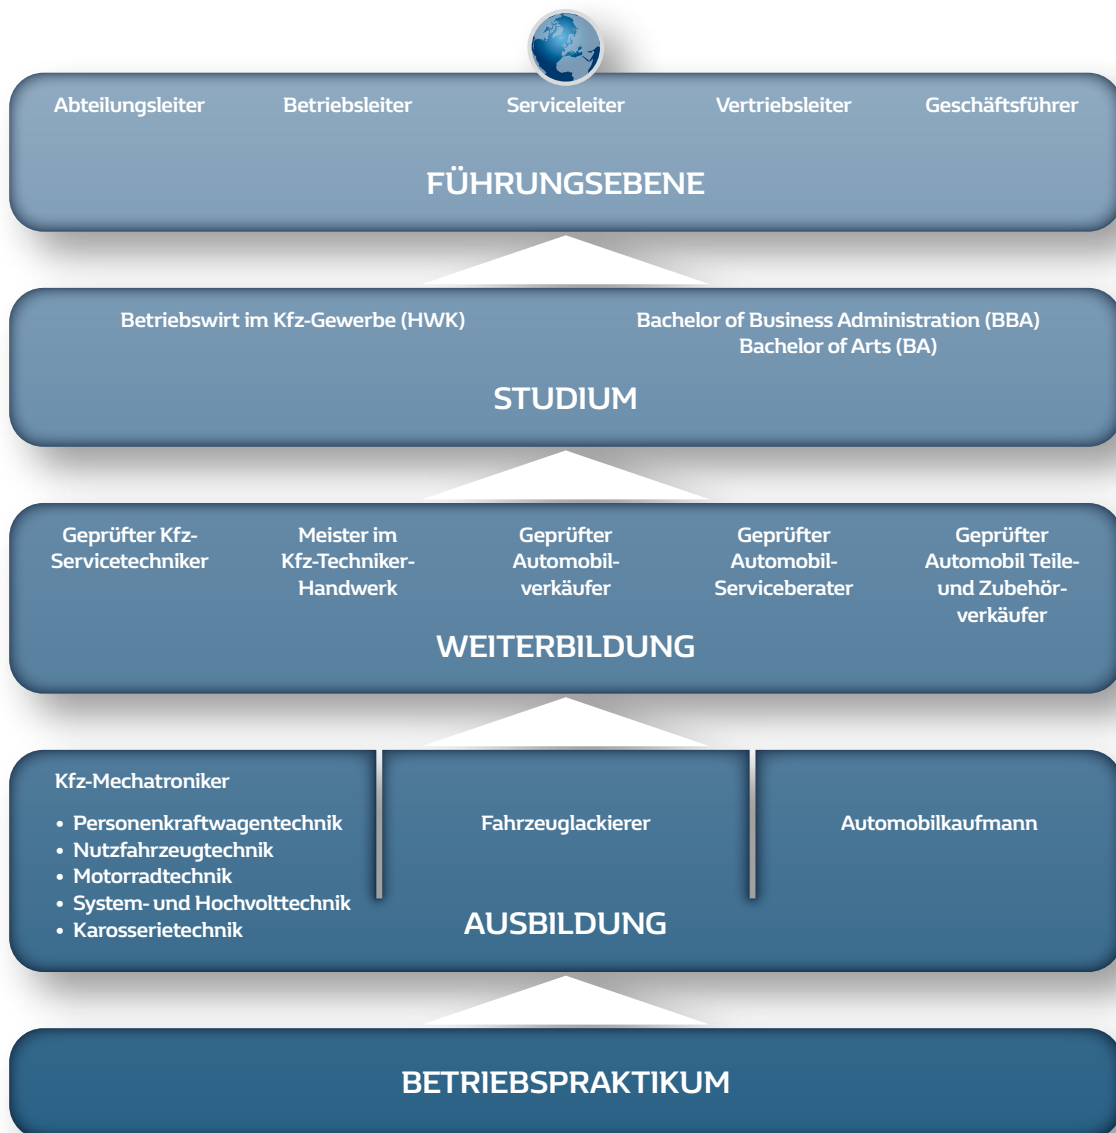 Abteilungsleiter
Betriebsleiter
Serviceleiter
Vertriebsleiter
Geschäftsführer
FÜHRUNGSEBENE
Betriebswirt im Kfz-Gewerbe (HWK)
Bachelor of Business Administration (BBA)
Bachelor of Arts (BA)
STUDIUM
Geprüfter Kfz-
Servicetechniker
Meister im
Kfz-Techniker-
Handwerk
Geprüfter
Automobil-
verkäufer
Geprüfter
Automobil-
Serviceberater
Geprüfter
Automobil Teile-
und Zubehör-
verkäufer
WEITERBILDUNG
Kfz-Mechatroniker
• Personenkraftwagentechnik
• Nutzfahrzeugtechnik
• Motorradtechnik
• System- und Hochvolttechnik
• Karosserietechnik
Fahrzeuglackierer
Automobilkaufmann
AUSBILDUNG
BETRIEBSPRAKTIKUM